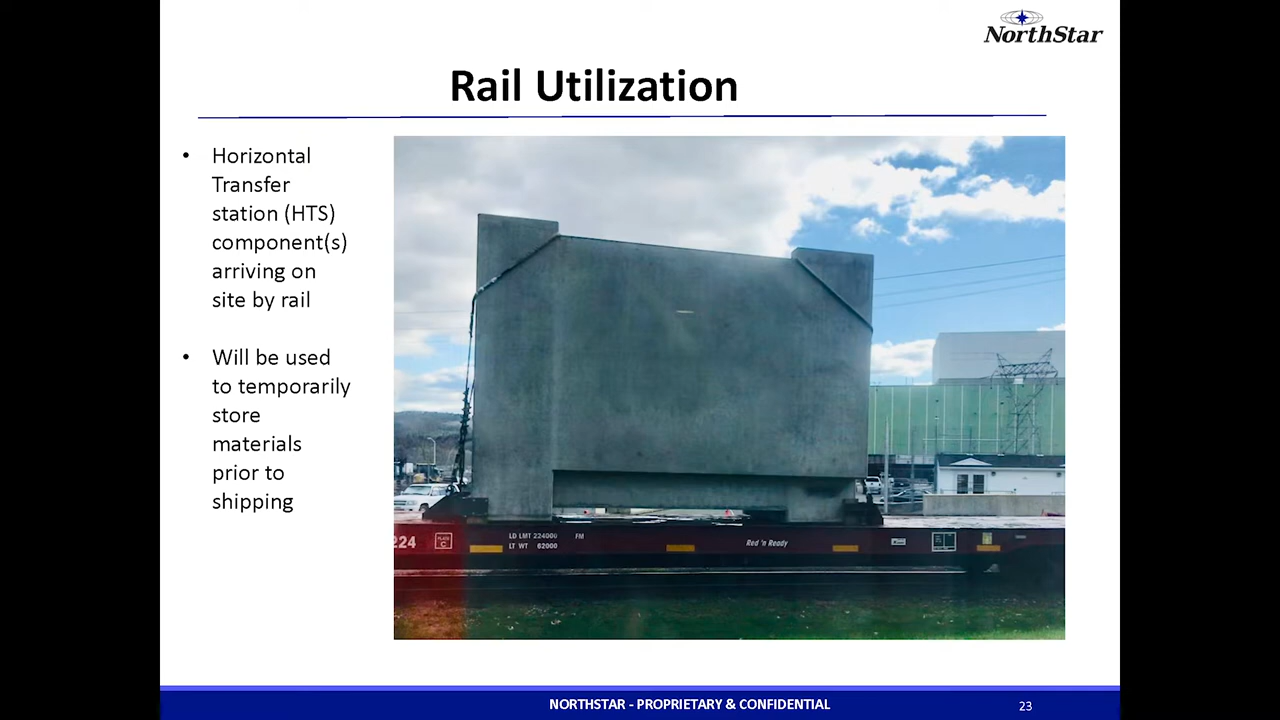 NorthStar
Rail Utilization
• Horizontal
Transfer
station (HTS)
component(s)
arriving on
site by rail
• Will be used
to temporarily
store
materials
prior to
shipping
224
PLATE
C
LD LMT 224000 FM
LT WT 62000
Red 'n Ready
NORTHSTAR - PROPRIETARY & CONFIDENTIAL
23